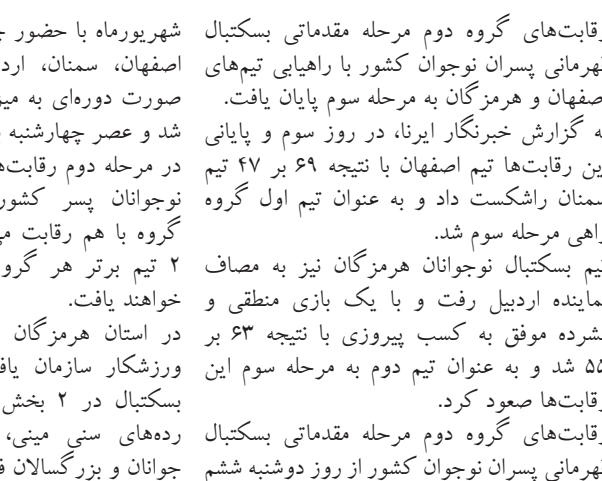 رقابت‌های گروه دوم مرحله مقدماتی بسکتبال
قهرمانی پسران نوجوان کشور با راهیابی تیم‌های
اصفهان و هرمزگان به مرحله سوم پایان یافت.
به گزارش خبرنگار ایرنا، در روز سوم و پایانی
این رقابت‌ها تیم اصفهان با نتیجه ۶۹ بر ۴۷ تیم
سمنان راشکست داد و به عنوان تیم اول گروه
راهی مرحله سوم شد.
تیم بسکتبال نوجوانان هرمزگان نیز به مصاف
نماینده اردبیل رفت و با یک بازی منطقی و
فشرده موفق به کسب پیروزی با نتیجه ۶۳ بر
۵۵ شد و به عنوان تیم دوم به مرحله سوم این
رقابت‌ها صعود کرد.
رقابت‌های گروه دوم مرحله مقدماتی بسکتبال
قهرمانی پسران نوجوان کشور از روز دوشنبه ششم
شهریورماه با حضور
اصفهان، سمنان،
صورت دوره‌ای به
شد و عصر چهارشنبه
در مرحله دوم
نوجوانان پسر کشور
گروه با هم رقابت
۲ تیم برتر هر
خواهند یافت.
در استان هرمزگان
ورزشکار سازمان
بسکتبال در ۲ بخش
رده‌های سنی مینی،
جوانان و بزرگسالان